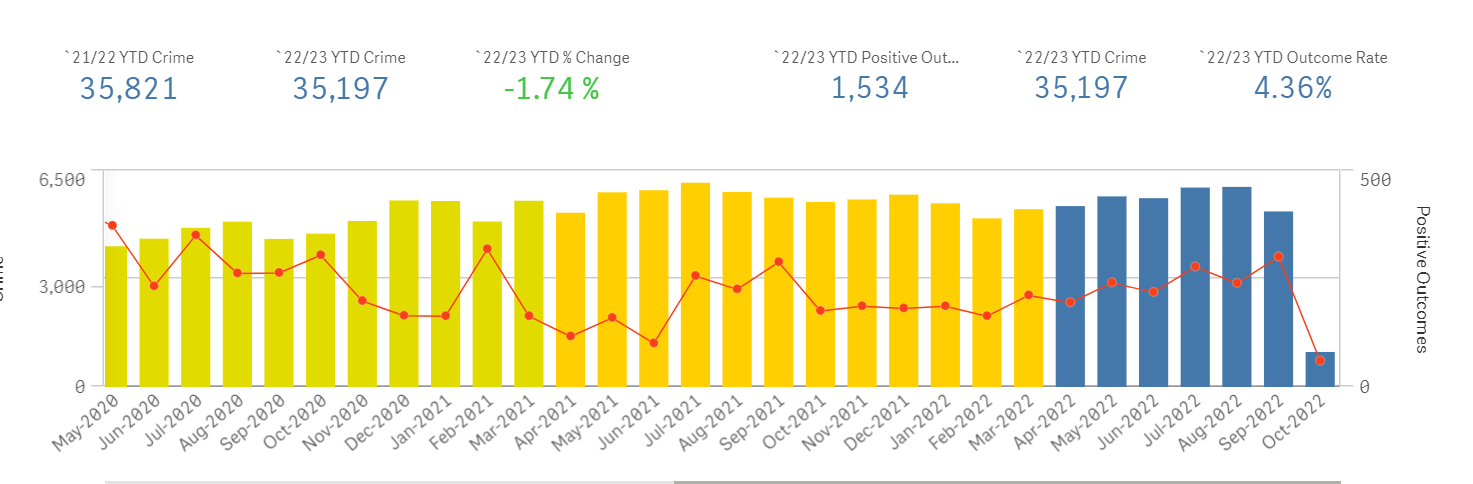 `21/22 YTD Crime
`22/23 YTD Crime
`22/23 YTD % Change
`22/23 YTD Positive Out...
`22/23 YTD Crime
`22/23 YTD Outcome Rate
35,821
35,197
-1.74 %
1,534
35,197
4.36%
6,500
3,000
0
500
0
Positive Outcomes
May-2020
Jun-2020
Jul-2020
Aug-2020
Sep-2020
Oct-2020
Nov-2020
Dec-2020
Jan-2021
Feb-2021
Mar-2021
Apr-2021
May-2021
Jun-2021
Jul-2021
Aug-2021
Sep-2021
Oct-2021
Nov-2021
Dec-2021
Jan-2022
Feb-2022
Mar-2022
Apr-2022
May-2022
Jun-2022
Jul-2022
Aug-2022
Sep-2022
Oct-2022